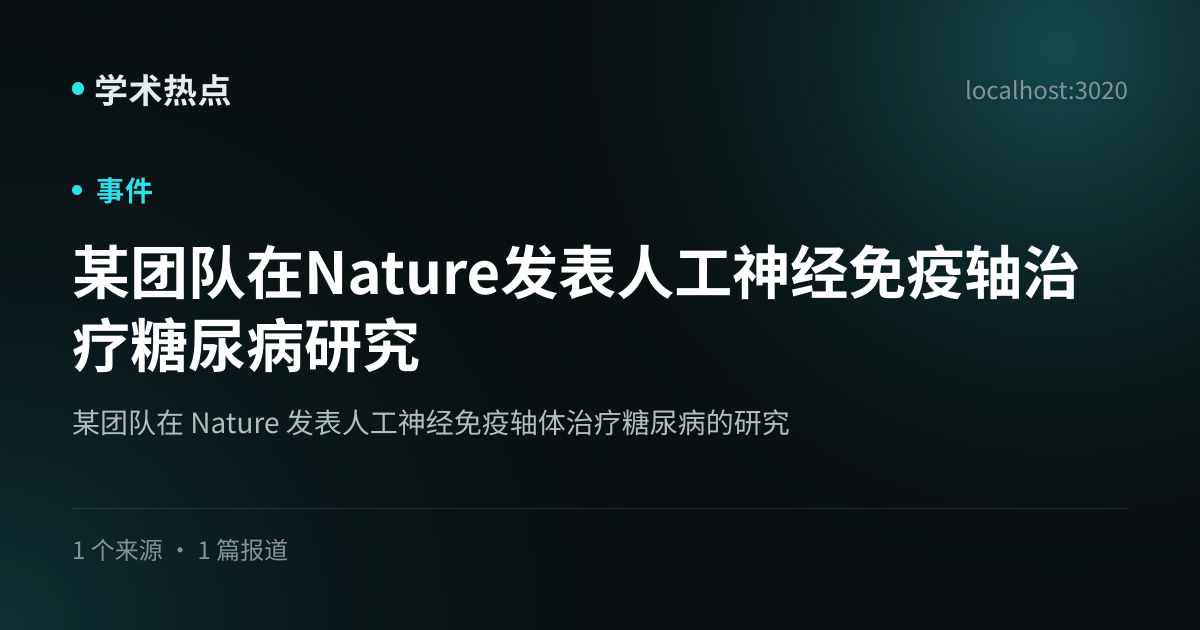 学术热点
localhost:3020
事件
某团队在Nature发表人工神经免疫轴治
疗糖尿病研究
某团队在 Nature 发表人工神经免疫轴体治疗糖尿病的研究
1 个来源 · 1 篇报道